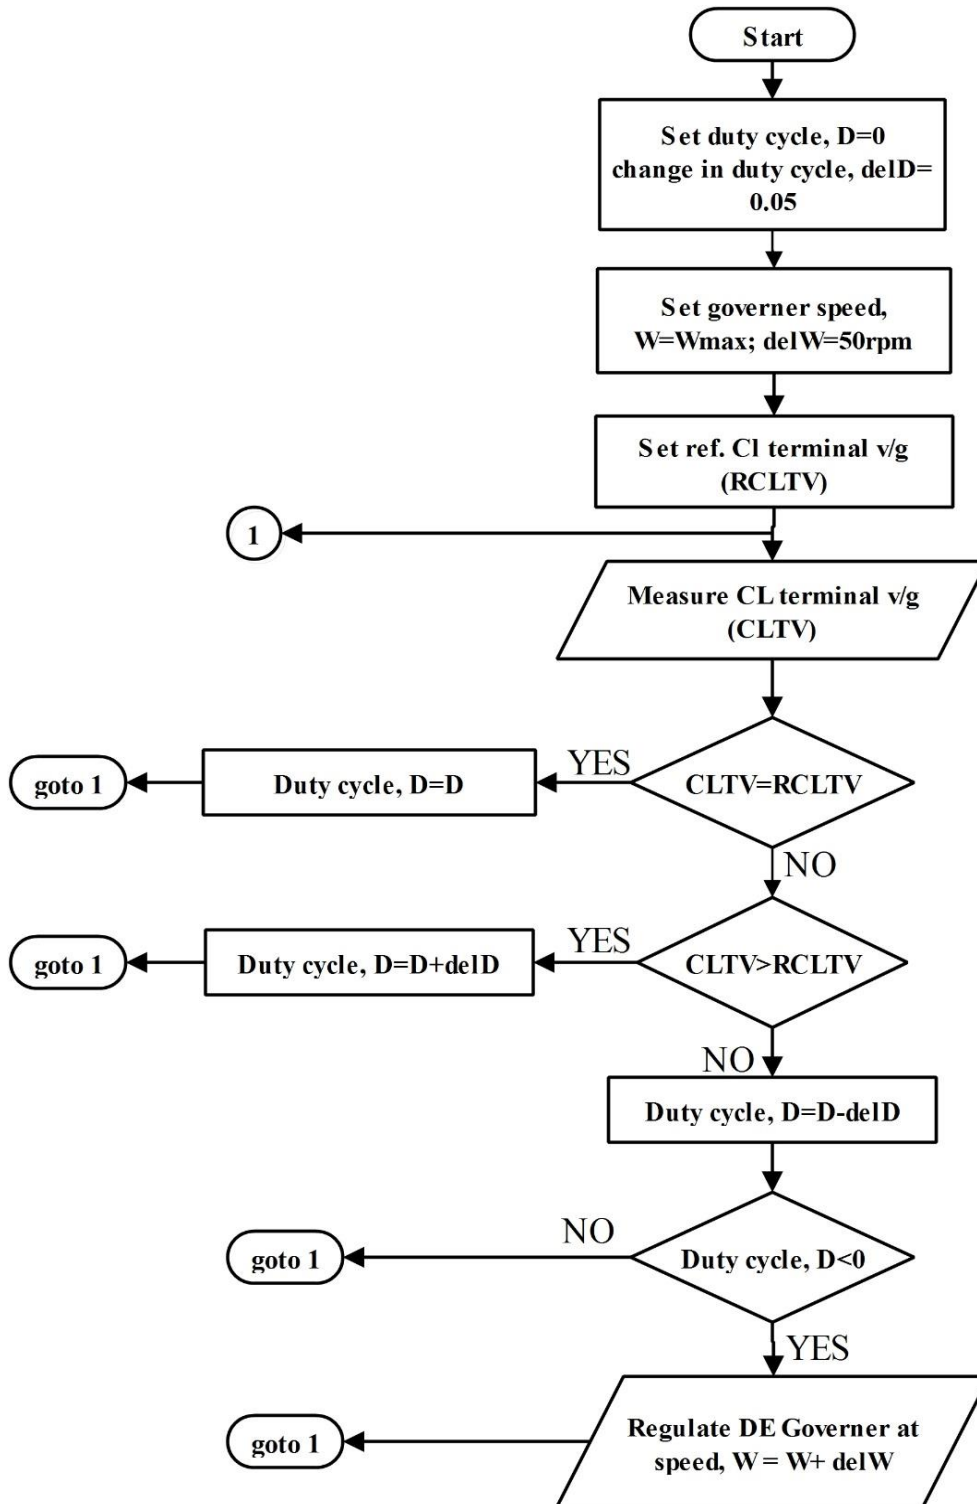 Start
Set duty cycle, D=0
change in duty cycle, delD=
0.05
Set governer speed,
W=Wmax; delW=50rpm
Set ref. Cl terminal v/g
(RCLTV)
1
Measure CL terminal v/g
(CLTV)
goto 1
Duty cycle, D=D
YES
CLTV=RCLTV
NO
goto 1
Duty cycle, D=D+delD
YES
CLTV>RCLTV
NO
Duty cycle, D=D-delD
goto 1
NO
Duty cycle, D<0
YES
goto 1
Regulate DE Governer at
speed, W = W+ delW